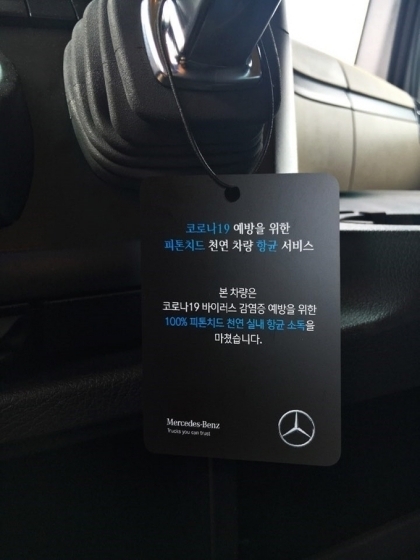 코로나19 예방을 위한
피톤치드 천연 차량 항균 서비스
본 차량은
코로나19 바이러스 감염증 예방을 위한
100% 피톤치드 천연 실내 항균 소독을
마쳤습니다.
Mercedes-Benz
Trucks you can trust